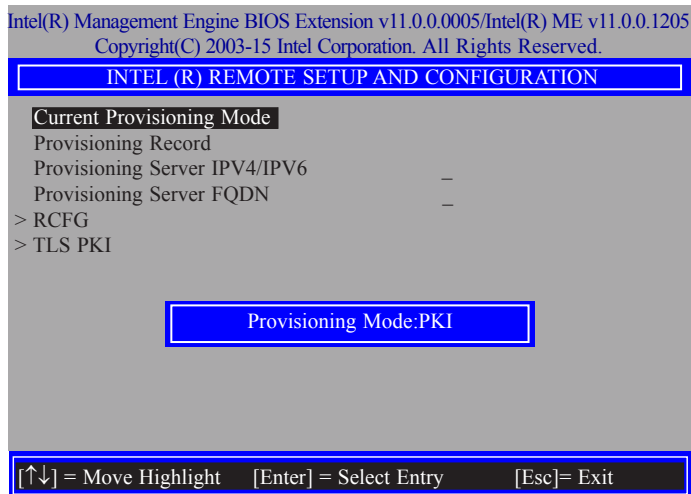 Intel(R) Management Engine BIOS Extension v11.0.0.0005/Intel(R) ME v11.0.0.1205
Copyright(C) 2003-15 Intel Corporation. All Rights Reserved.
INTEL (R) REMOTE SETUP AND CONFIGURATION
Current Provisioning Mode
Provisioning Record
Provisioning Server IPV4/IPV6 _
Provisioning Server FQDN _
> RCFG
> TLS PKI
Provisioning Mode:PKI
[↑↓] = Move Highlight [Enter] = Select Entry [Esc]= Exit